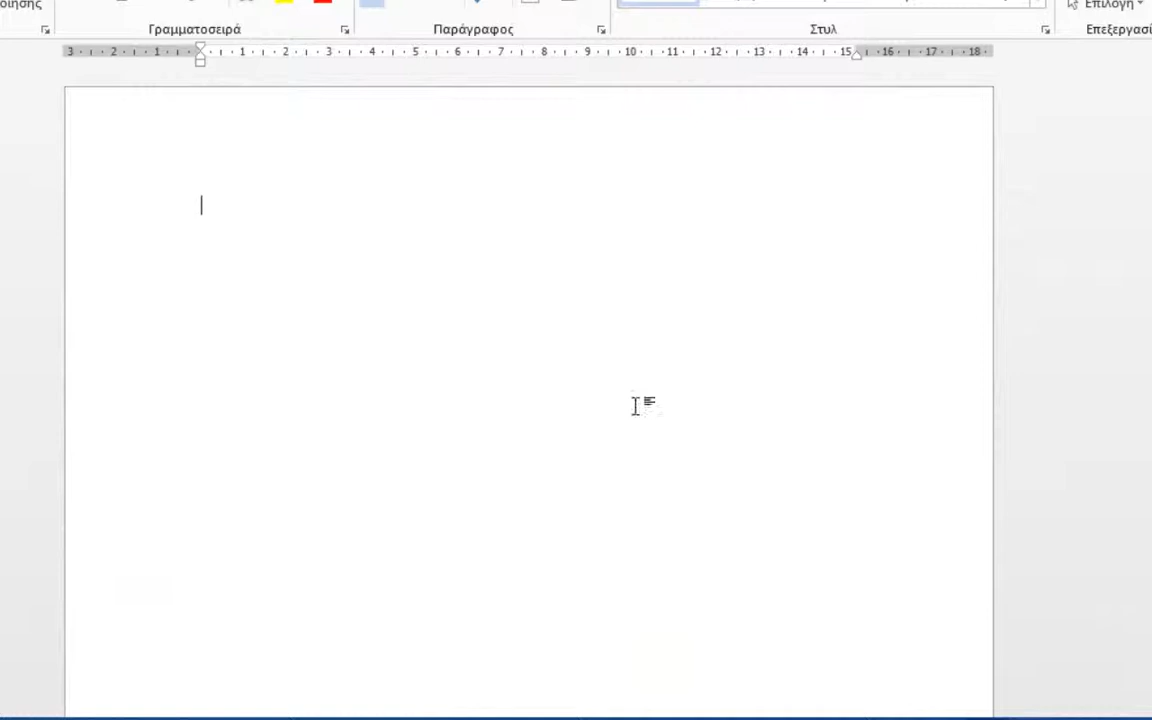 οίησης
Επιλογή
Γραμματοσειρά
Παράγραφος
Στυλ
Επεξεργασί
3 2 1 1 2 3 4 5 6 7 8 9 10 11 12 13 14 15 16 17 18